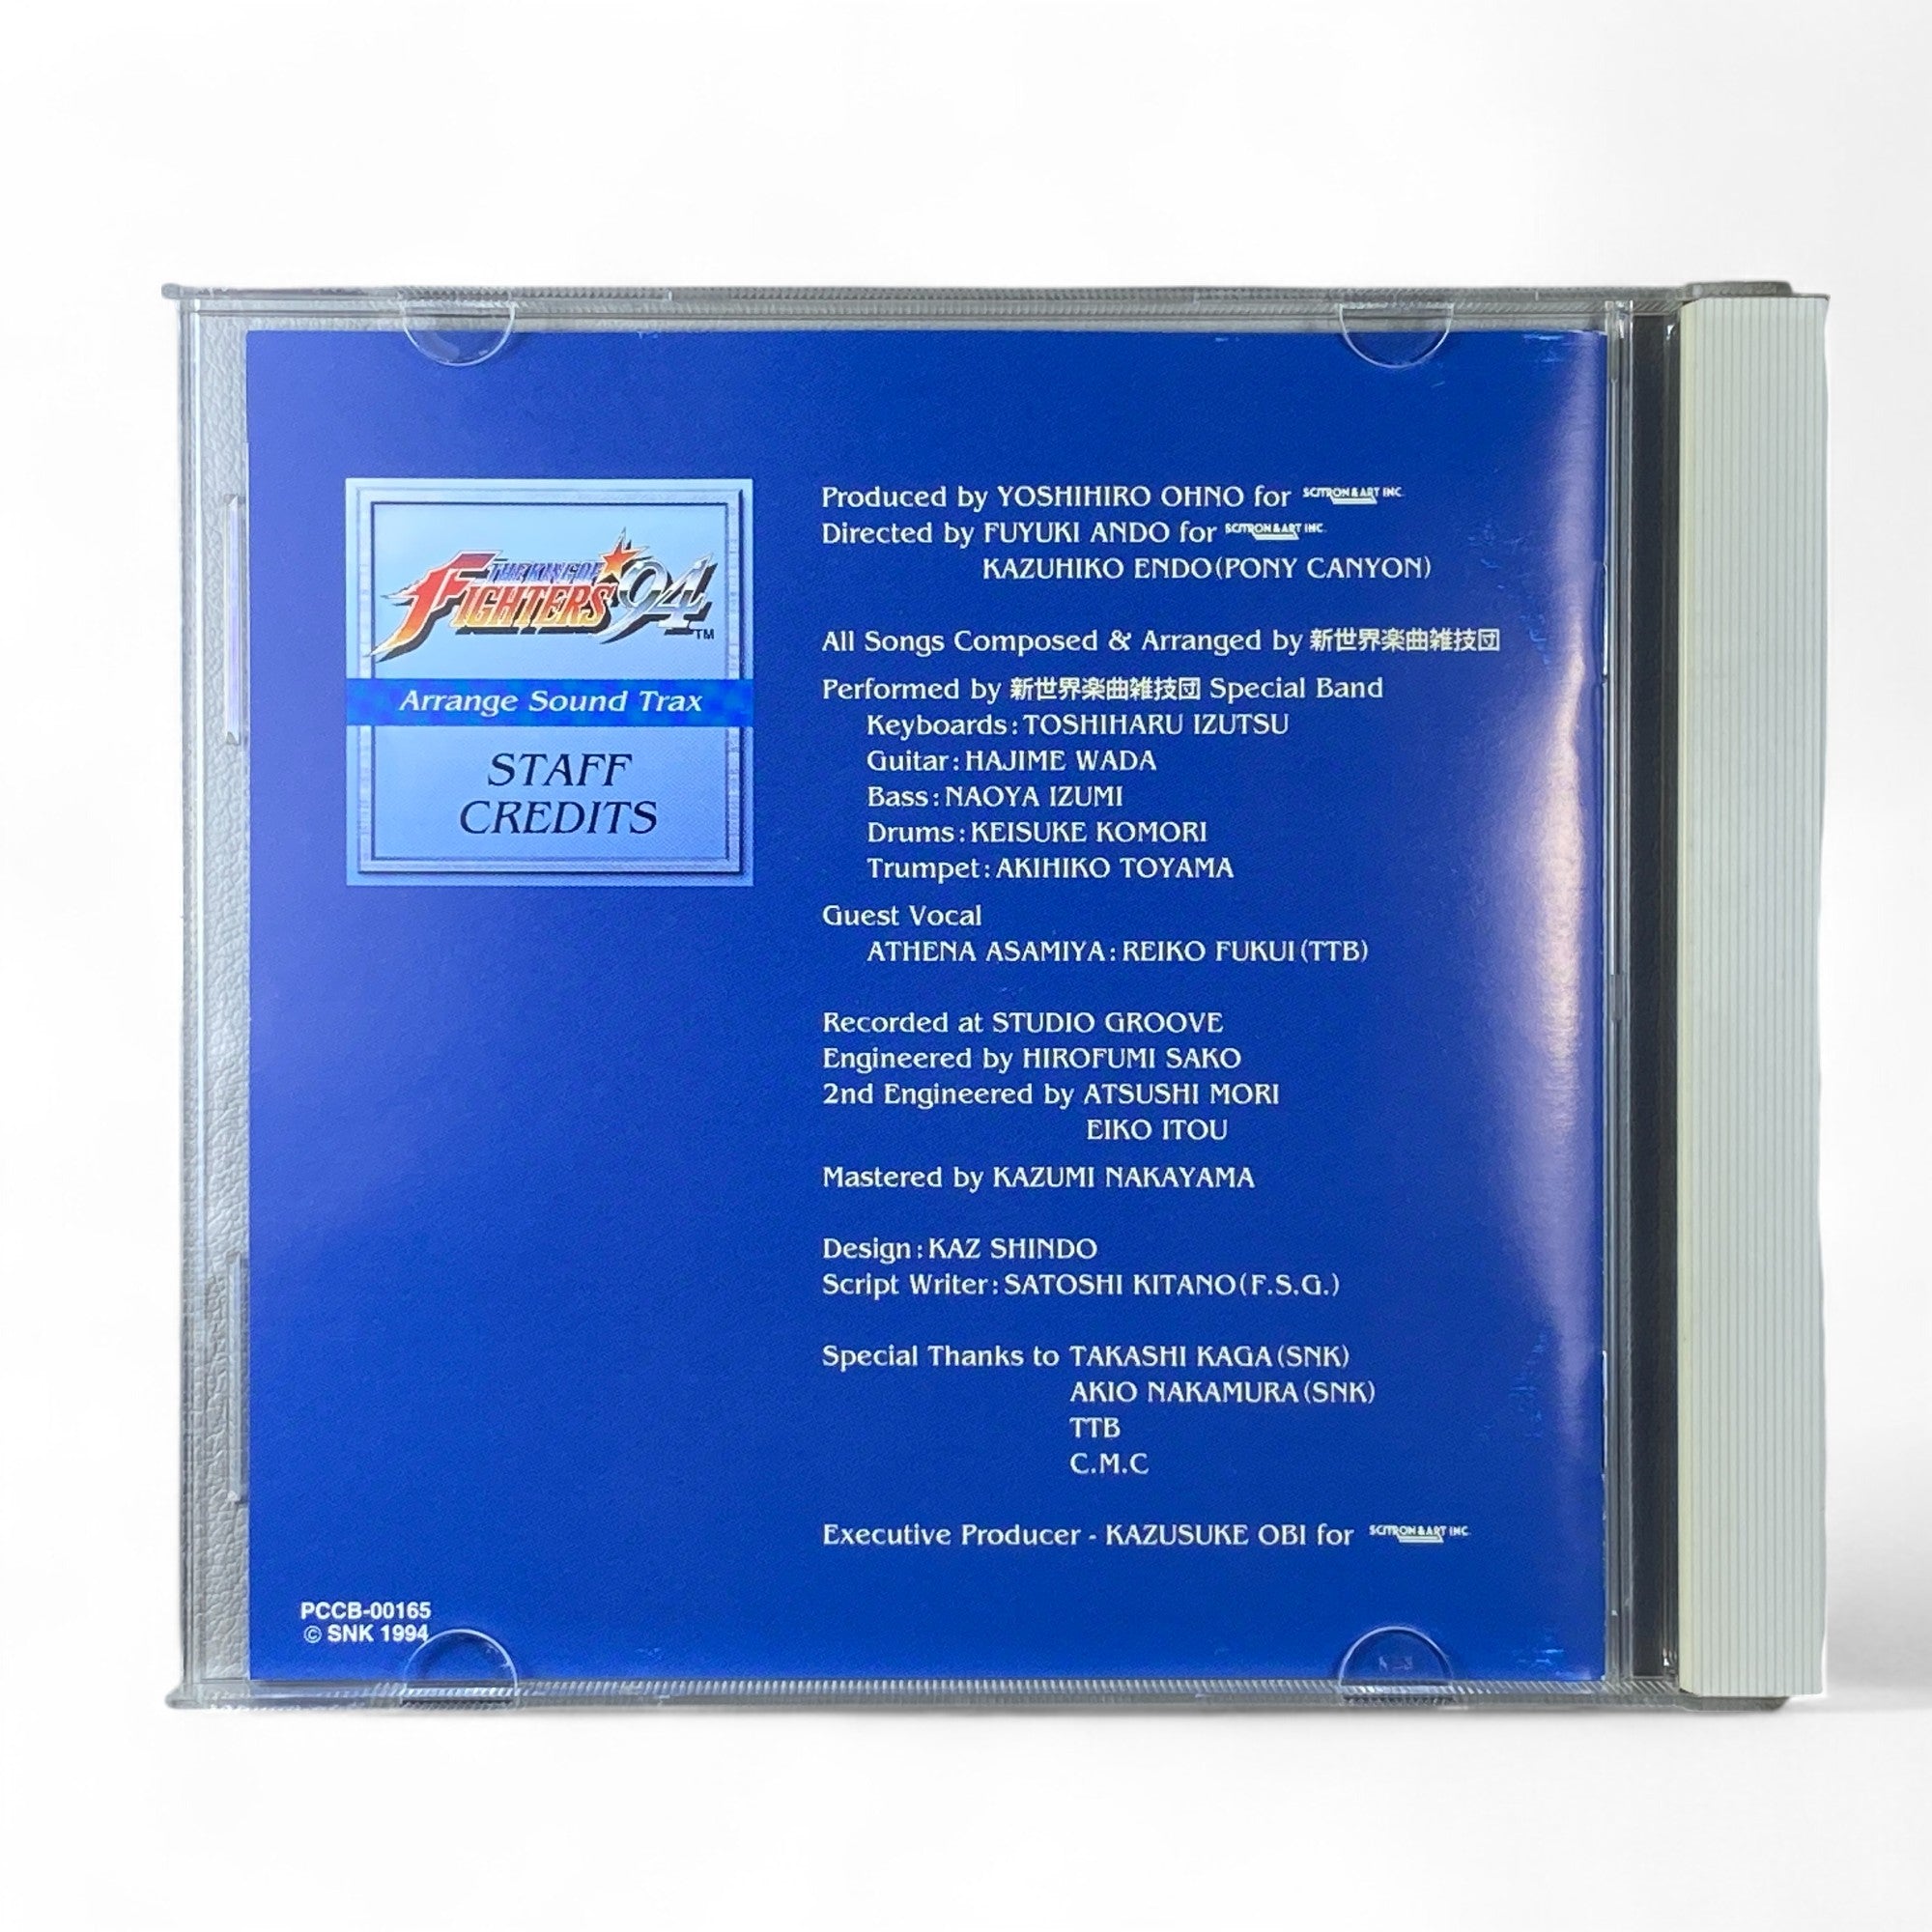 THE KING OF
FIGHTERS '94™
Arrange Sound Trax
STAFF
CREDITS
Produced by YOSHIHIRO OHNO for SCITRON & ART INC.
Directed by FUYUKI ANDO for SCITRON & ART INC.
KAZUHIKO ENDO (PONY CANYON)
All Songs Composed & Arranged by 新世界楽曲雑技団
Performed by 新世界楽曲雑技団 Special Band
Keyboards : TOSHIHARU IZUTSU
Guitar : HAJIME WADA
Bass : NAOYA IZUMI
Drums : KEISUKE KOMORI
Trumpet : AKIHIKO TOYAMA
Guest Vocal
ATHENA ASAMIYA : REIKO FUKUI (TTB)
Recorded at STUDIO GROOVE
Engineered by HIROFUMI SAKO
2nd Engineered by ATSUSHI MORI
EIKO ITOU
Mastered by KAZUMI NAKAYAMA
Design : KAZ SHINDO
Script Writer : SATOSHI KITANO (F.S.G.)
Special Thanks to TAKASHI KAGA (SNK)
AKIO NAKAMURA (SNK)
TTB
C.M.C
Executive Producer - KAZUSUKE OBI for SCITRON & ART INC.
PCCB-00165
© SNK 1994